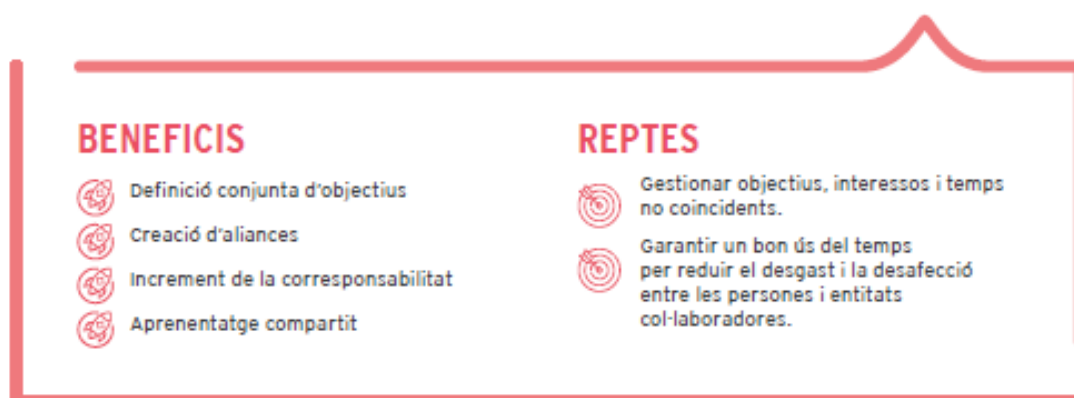 BENEFICIS
Definició conjunta d'objectius
Creació d'aliances
Increment de la corresponsabilitat
Aprenentatge compartit
REPTES
Gestionar objectius, interessos i temps
no coincidents.
Garantir un bon ús del temps
per reduir el desgast i la desafecció
entre les persones i entitats
col·laboradores.